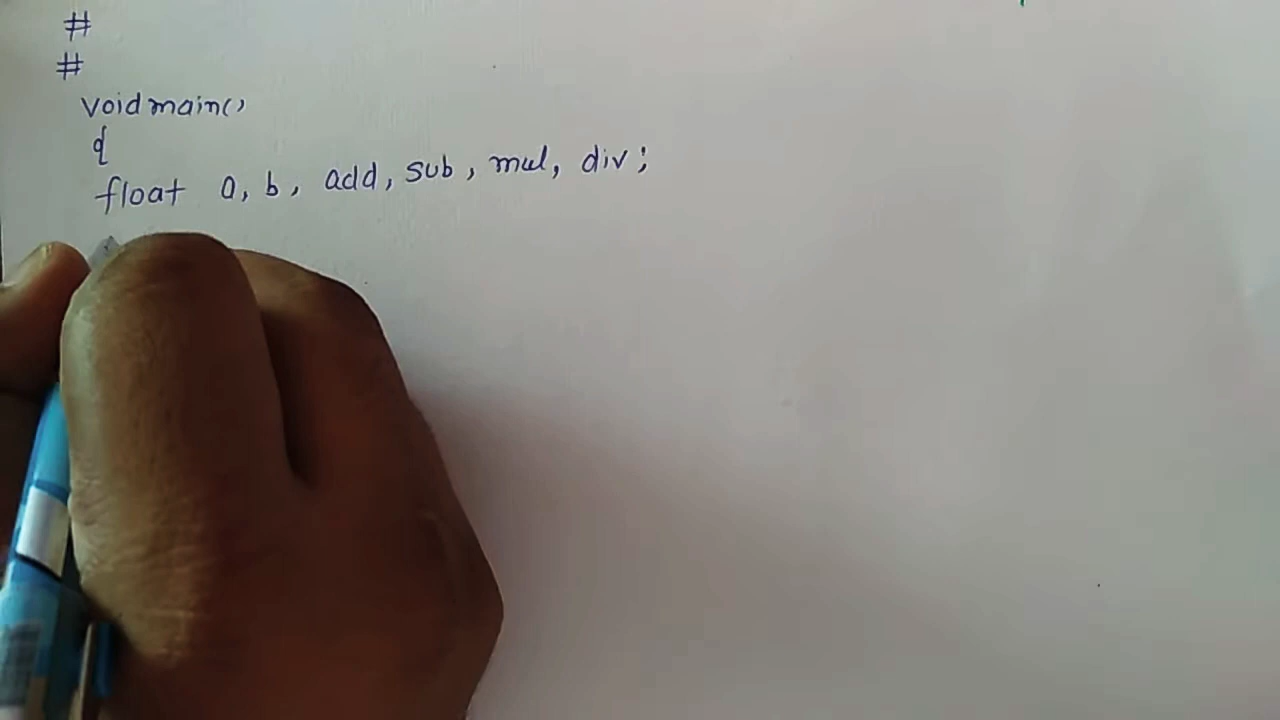 #
#
void main()
{
float a, b, add, sub, mul, div;